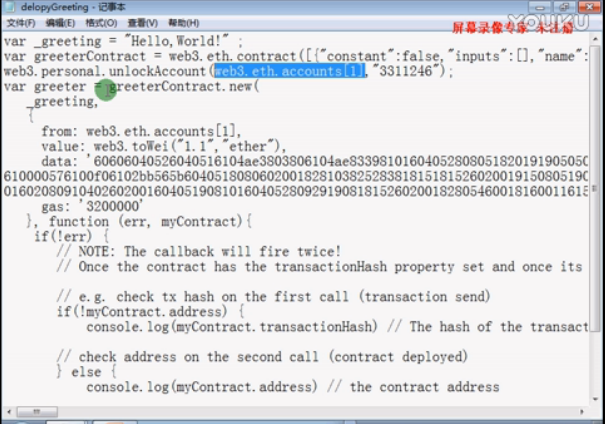 delopyGreeting - 记事本
文件(F) 编辑(E) 格式(O) 查看(V) 帮助(H)
屏幕录像专家 未注册
YOUKU
var _greeting = "Hello,World!" ;
var greeterContract = web3.eth.contract([{"constant":false,"inputs":[],"name":
web3.personal.unlockAccount(web3.eth.accounts[1],"3311246");
var greeter = greeterContract.new(
_greeting,
{
from: web3.eth.accounts[1],
value: web3.toWei("1.1","ether"),
data:
gas: '3200000'
}, function (err, myContract){
if(!err) {
// NOTE: The callback will fire twice!
// Once the contract has the transactionHash property set and once its
// e.g. check tx hash on the first call (transaction send)
if(!myContract.address) {
console.log(myContract.transactionHash) // The hash of the transact
// check address on the second call (contract deployed)
} else {
console.log(myContract.address) // the contract address